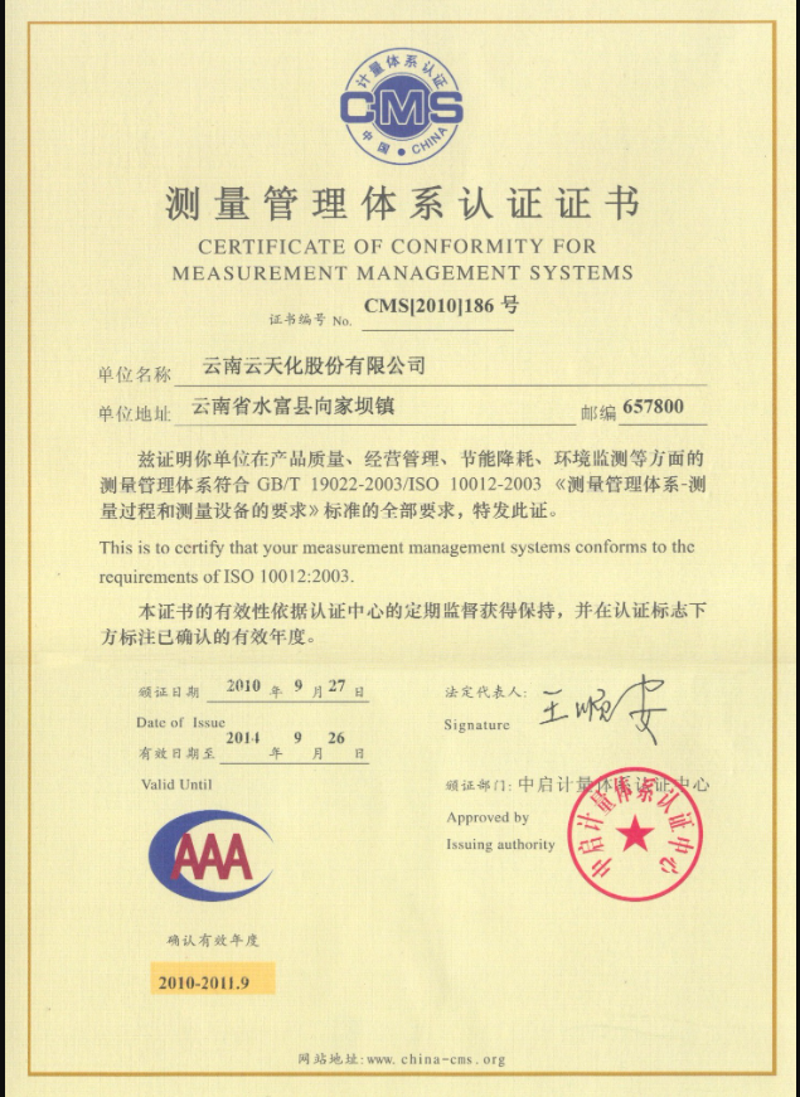 计量体系认证
CMS
中国 • CHINA
测量管理体系认证证书
CERTIFICATE OF CONFORMITY FOR
MEASUREMENT MANAGEMENT SYSTEMS
证书编号 No. CMS[2010]186 号
单位名称 云南云天化股份有限公司
单位地址 云南省水富县向家坝镇 邮编 657800
兹证明你单位在产品质量、经营管理、节能降耗、环境监测等方面的
测量管理体系符合 GB/T 19022-2003/ISO 10012-2003《测量管理体系-测
量过程和测量设备的要求》标准的全部要求，特发此证。
This is to certify that your measurement management systems conforms to the
requirements of ISO 10012:2003.
本证书的有效性依据认证中心的定期监督获得保持，并在认证标志下
方标注已确认的有效年度。
颁证日期 2010 年 9 月 27 日
Date of Issue
有效日期至 2014 年 9 月 26 日
Valid Until
法定代表人: 王顺安
Signature
颁证部门: 中启计量体系认证中心
Approved by
Issuing authority
中启计量体系认证中心
AAA
确认有效年度
2010-2011.9
网站地址:www.china-cms.org